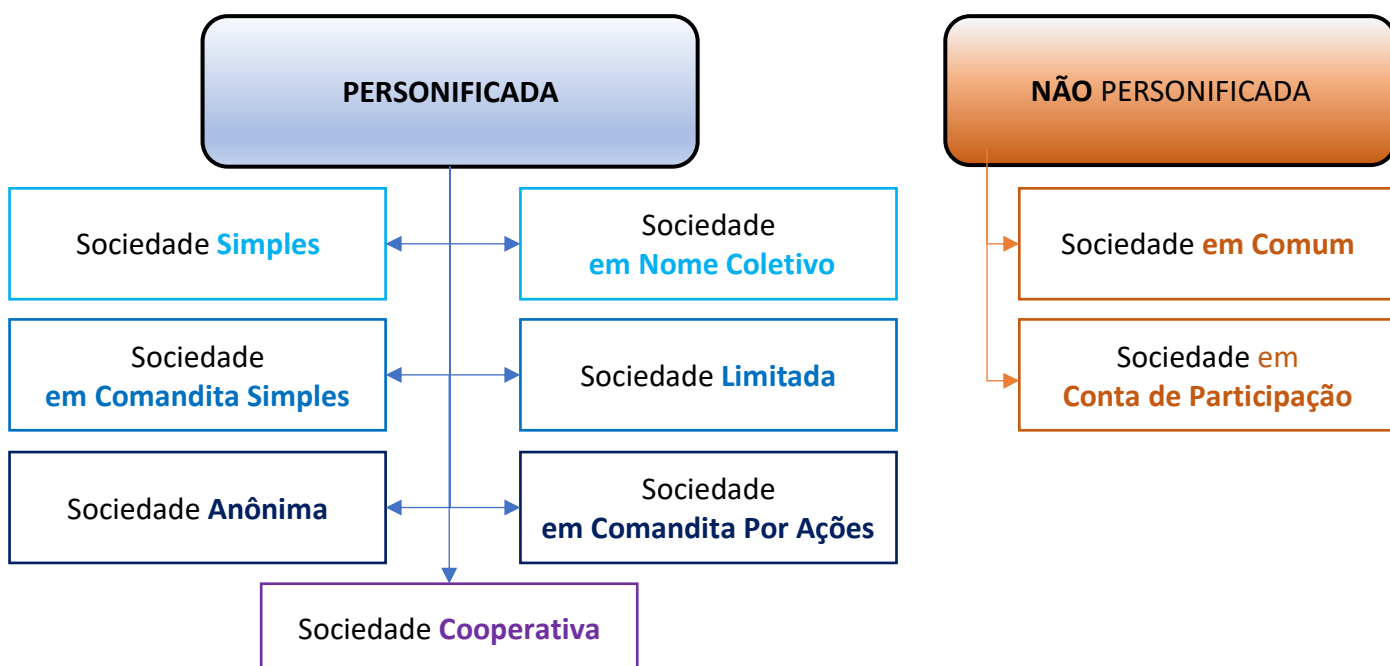 PERSONIFICADA
NÃO PERSONIFICADA
Sociedade Simples
Sociedade
em Nome Coletivo
Sociedade em Comum
Sociedade
em Comandita Simples
Sociedade Limitada
Sociedade em
Conta de Participação
Sociedade Anônima
Sociedade
em Comandita Por Ações
Sociedade Cooperativa